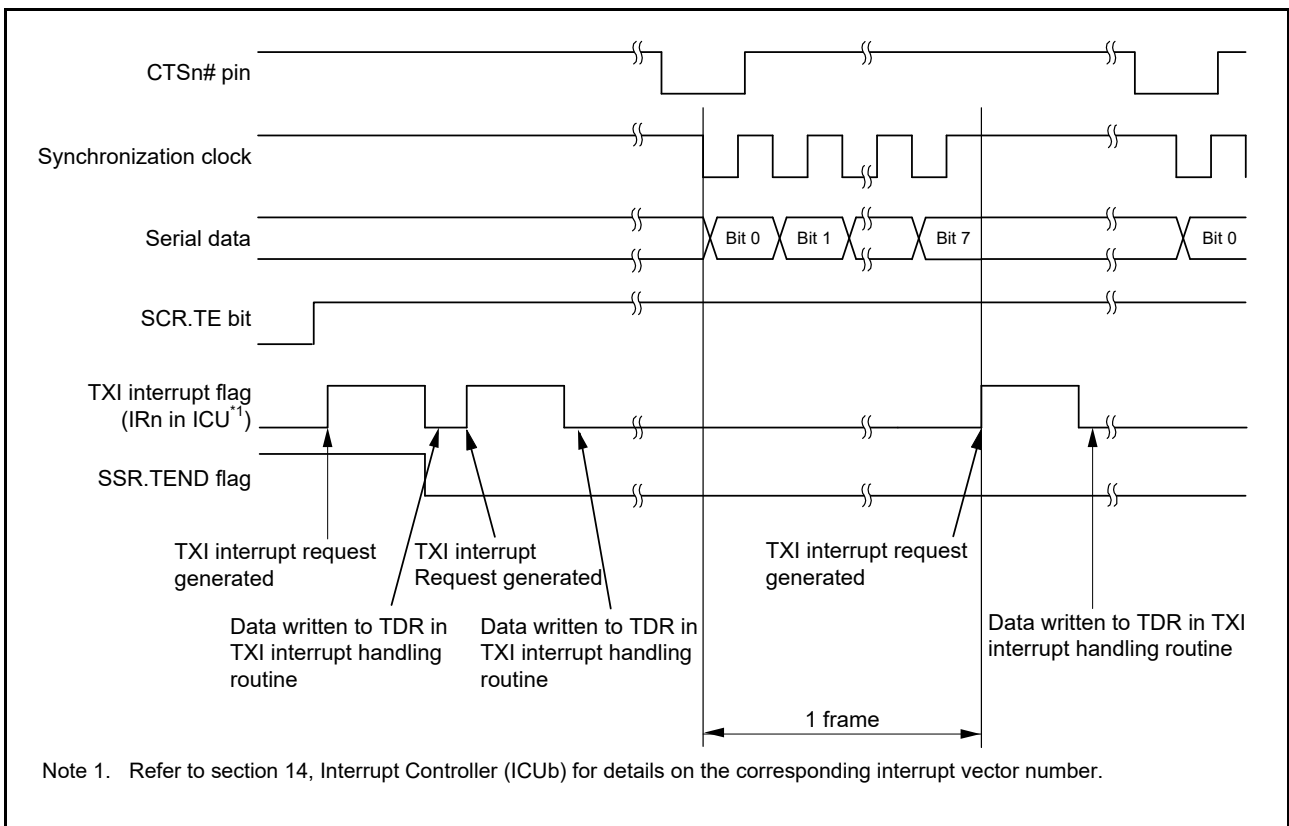 CTSn# pin
Synchronization clock
Serial data
Bit 0
Bit 1
Bit 7
Bit 0
SCR.TE bit
TXI interrupt flag
(IRn in ICU*1)
SSR.TEND flag
TXI interrupt request
generated
TXI interrupt
Request generated
TXI interrupt request
generated
Data written to TDR in
TXI interrupt handling
routine
Data written to TDR in
TXI interrupt handling
routine
Data written to TDR in TXI
interrupt handling routine
1 frame
Note 1. Refer to section 14, Interrupt Controller (ICUb) for details on the corresponding interrupt vector number.